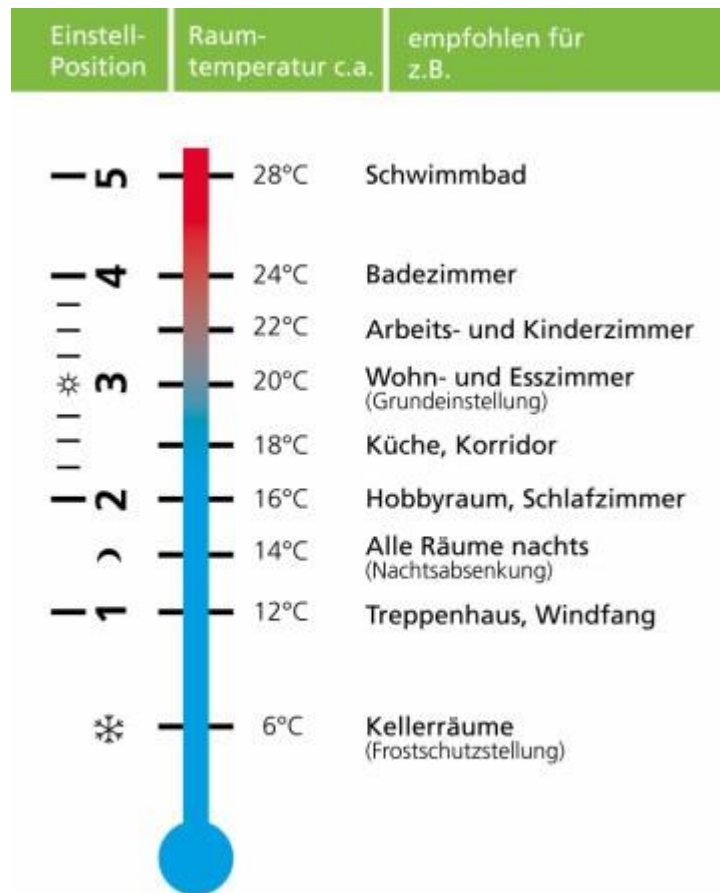 Einstell-
Position
Raum-
temperatur c.a.
empfohlen für
z.B.
5 28°C Schwimmbad
4 24°C Badezimmer
22°C Arbeits- und Kinderzimmer
3 20°C Wohn- und Esszimmer
(Grundeinstellung)
18°C Küche, Korridor
2 16°C Hobbyraum, Schlafzimmer
14°C Alle Räume nachts
(Nachtsabsenkung)
1 12°C Treppenhaus, Windfang
6°C Kellerräume
(Frostschutzstellung)